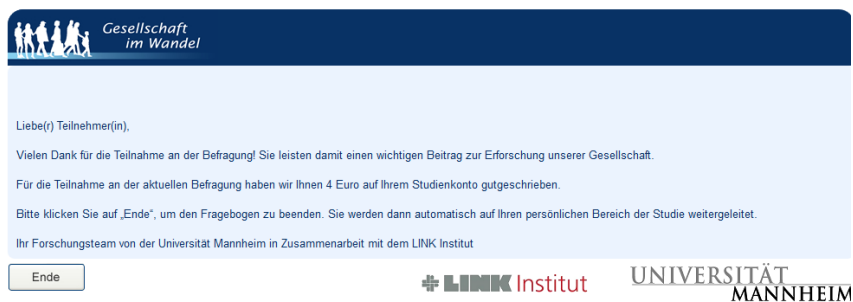 Gesellschaft
im Wandel
Liebe(r) Teilnehmer(in),
Vielen Dank für die Teilnahme an der Befragung! Sie leisten damit einen wichtigen Beitrag zur Erforschung unserer Gesellschaft.
Für die Teilnahme an der aktuellen Befragung haben wir Ihnen 4 Euro auf Ihrem Studienkonto gutgeschrieben.
Bitte klicken Sie auf „Ende“, um den Fragebogen zu beenden. Sie werden dann automatisch auf Ihren persönlichen Bereich der Studie weitergeleitet.
Ihr Forschungsteam von der Universität Mannheim in Zusammenarbeit mit dem LINK Institut
Ende
LINK Institut
UNIVERSITÄT
MANNHEIM